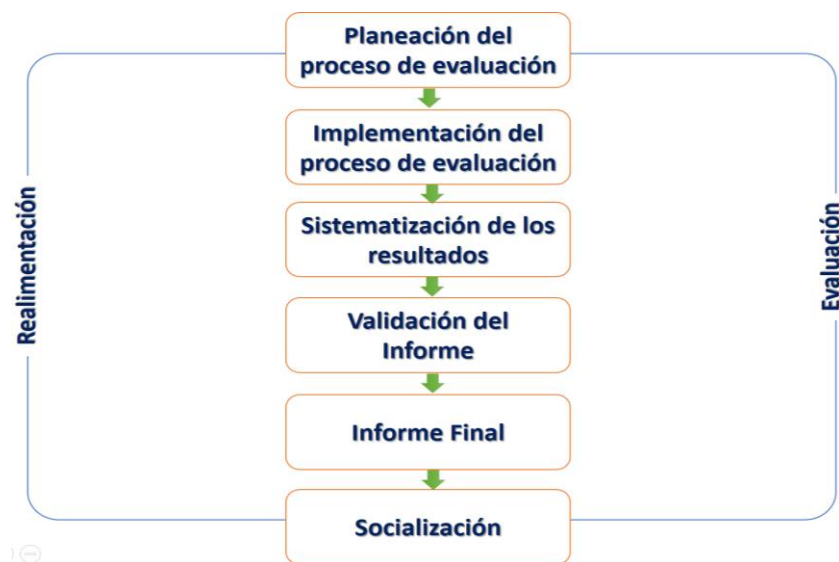 Planeación del
proceso de evaluación
Implementación del
proceso de evaluación
Sistematización de los
resultados
Validación del
Informe
Informe Final
Socialización
Realimentación
Evaluación